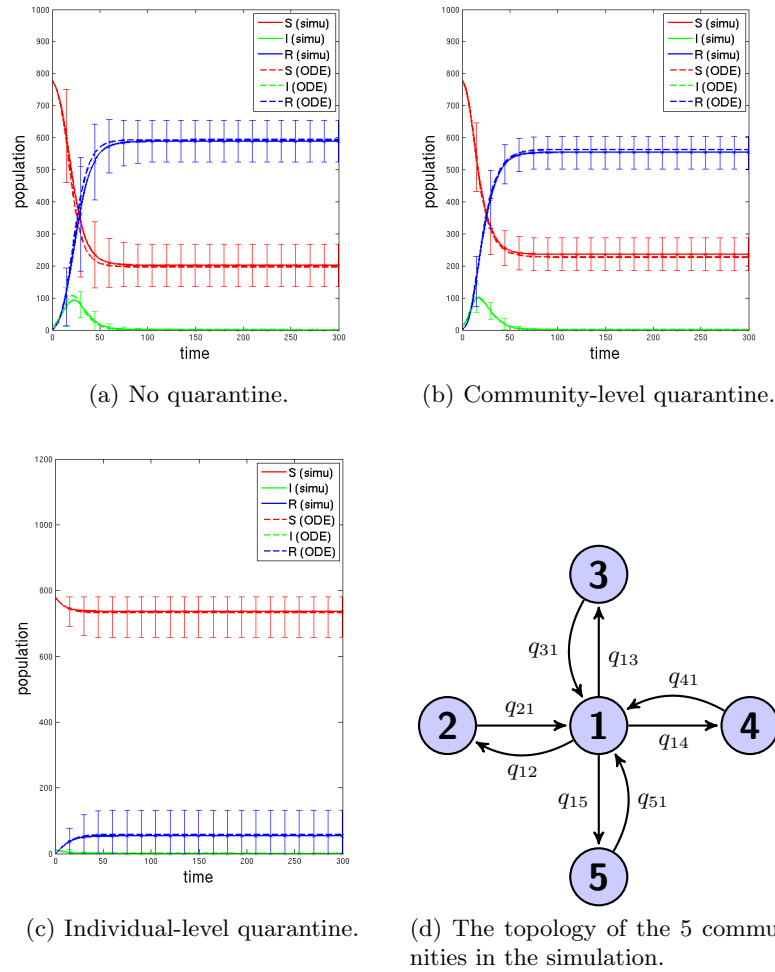 1000
900
800
700
600
500
400
300
200
100
0
0 50 100 150 200 250 300
population
time
S (simu)
I (simu)
R (simu)
S (ODE)
I (ODE)
R (ODE)
(a) No quarantine.
1000
900
800
700
600
500
400
300
200
100
0
0 50 100 150 200 250 300
population
time
S (simu)
I (simu)
R (simu)
S (ODE)
I (ODE)
R (ODE)
(b) Community-level quarantine.
1200
1000
800
600
400
200
0
0 50 100 150 200 250 300
population
time
S (simu)
I (simu)
R (simu)
S (ODE)
I (ODE)
R (ODE)
(c) Individual-level quarantine.
3
q31
q13
q41
2
q21
1
4
q12
q14
q15
q51
5
(d) The topology of the 5 commu-
nities in the simulation.